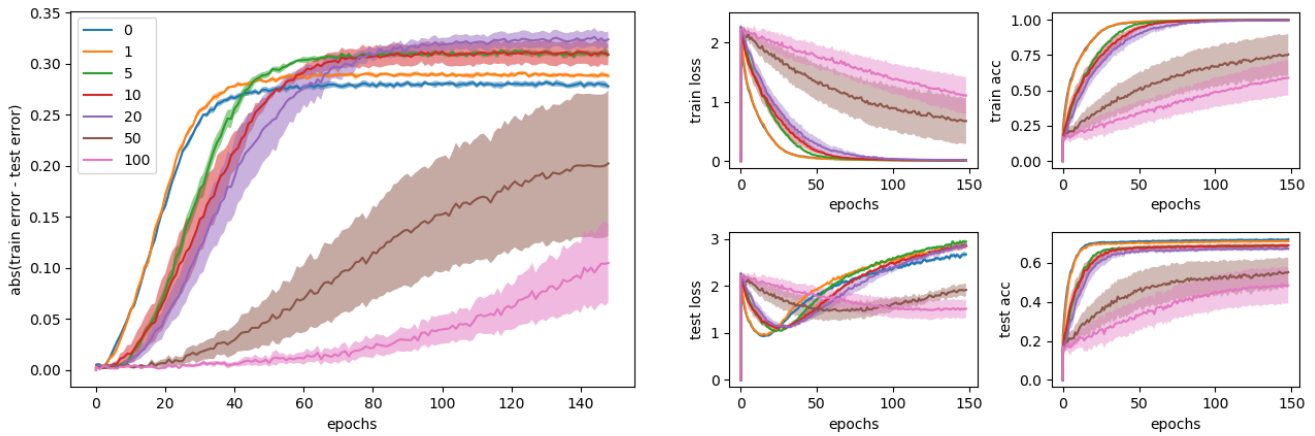 abs(train error - test error)
0.35
0.30
0.25
0.20
0.15
0.10
0.05
0.00
0
1
5
10
20
50
100
0 20 40 60 80 100 120 140
epochs
train loss
2
1
0
0 50 100 150
epochs
train acc
1.00
0.75
0.50
0.25
0.00
0 50 100 150
epochs
test loss
3
2
1
0
0 50 100 150
epochs
test acc
0.6
0.4
0.2
0.0
0 50 100 150
epochs